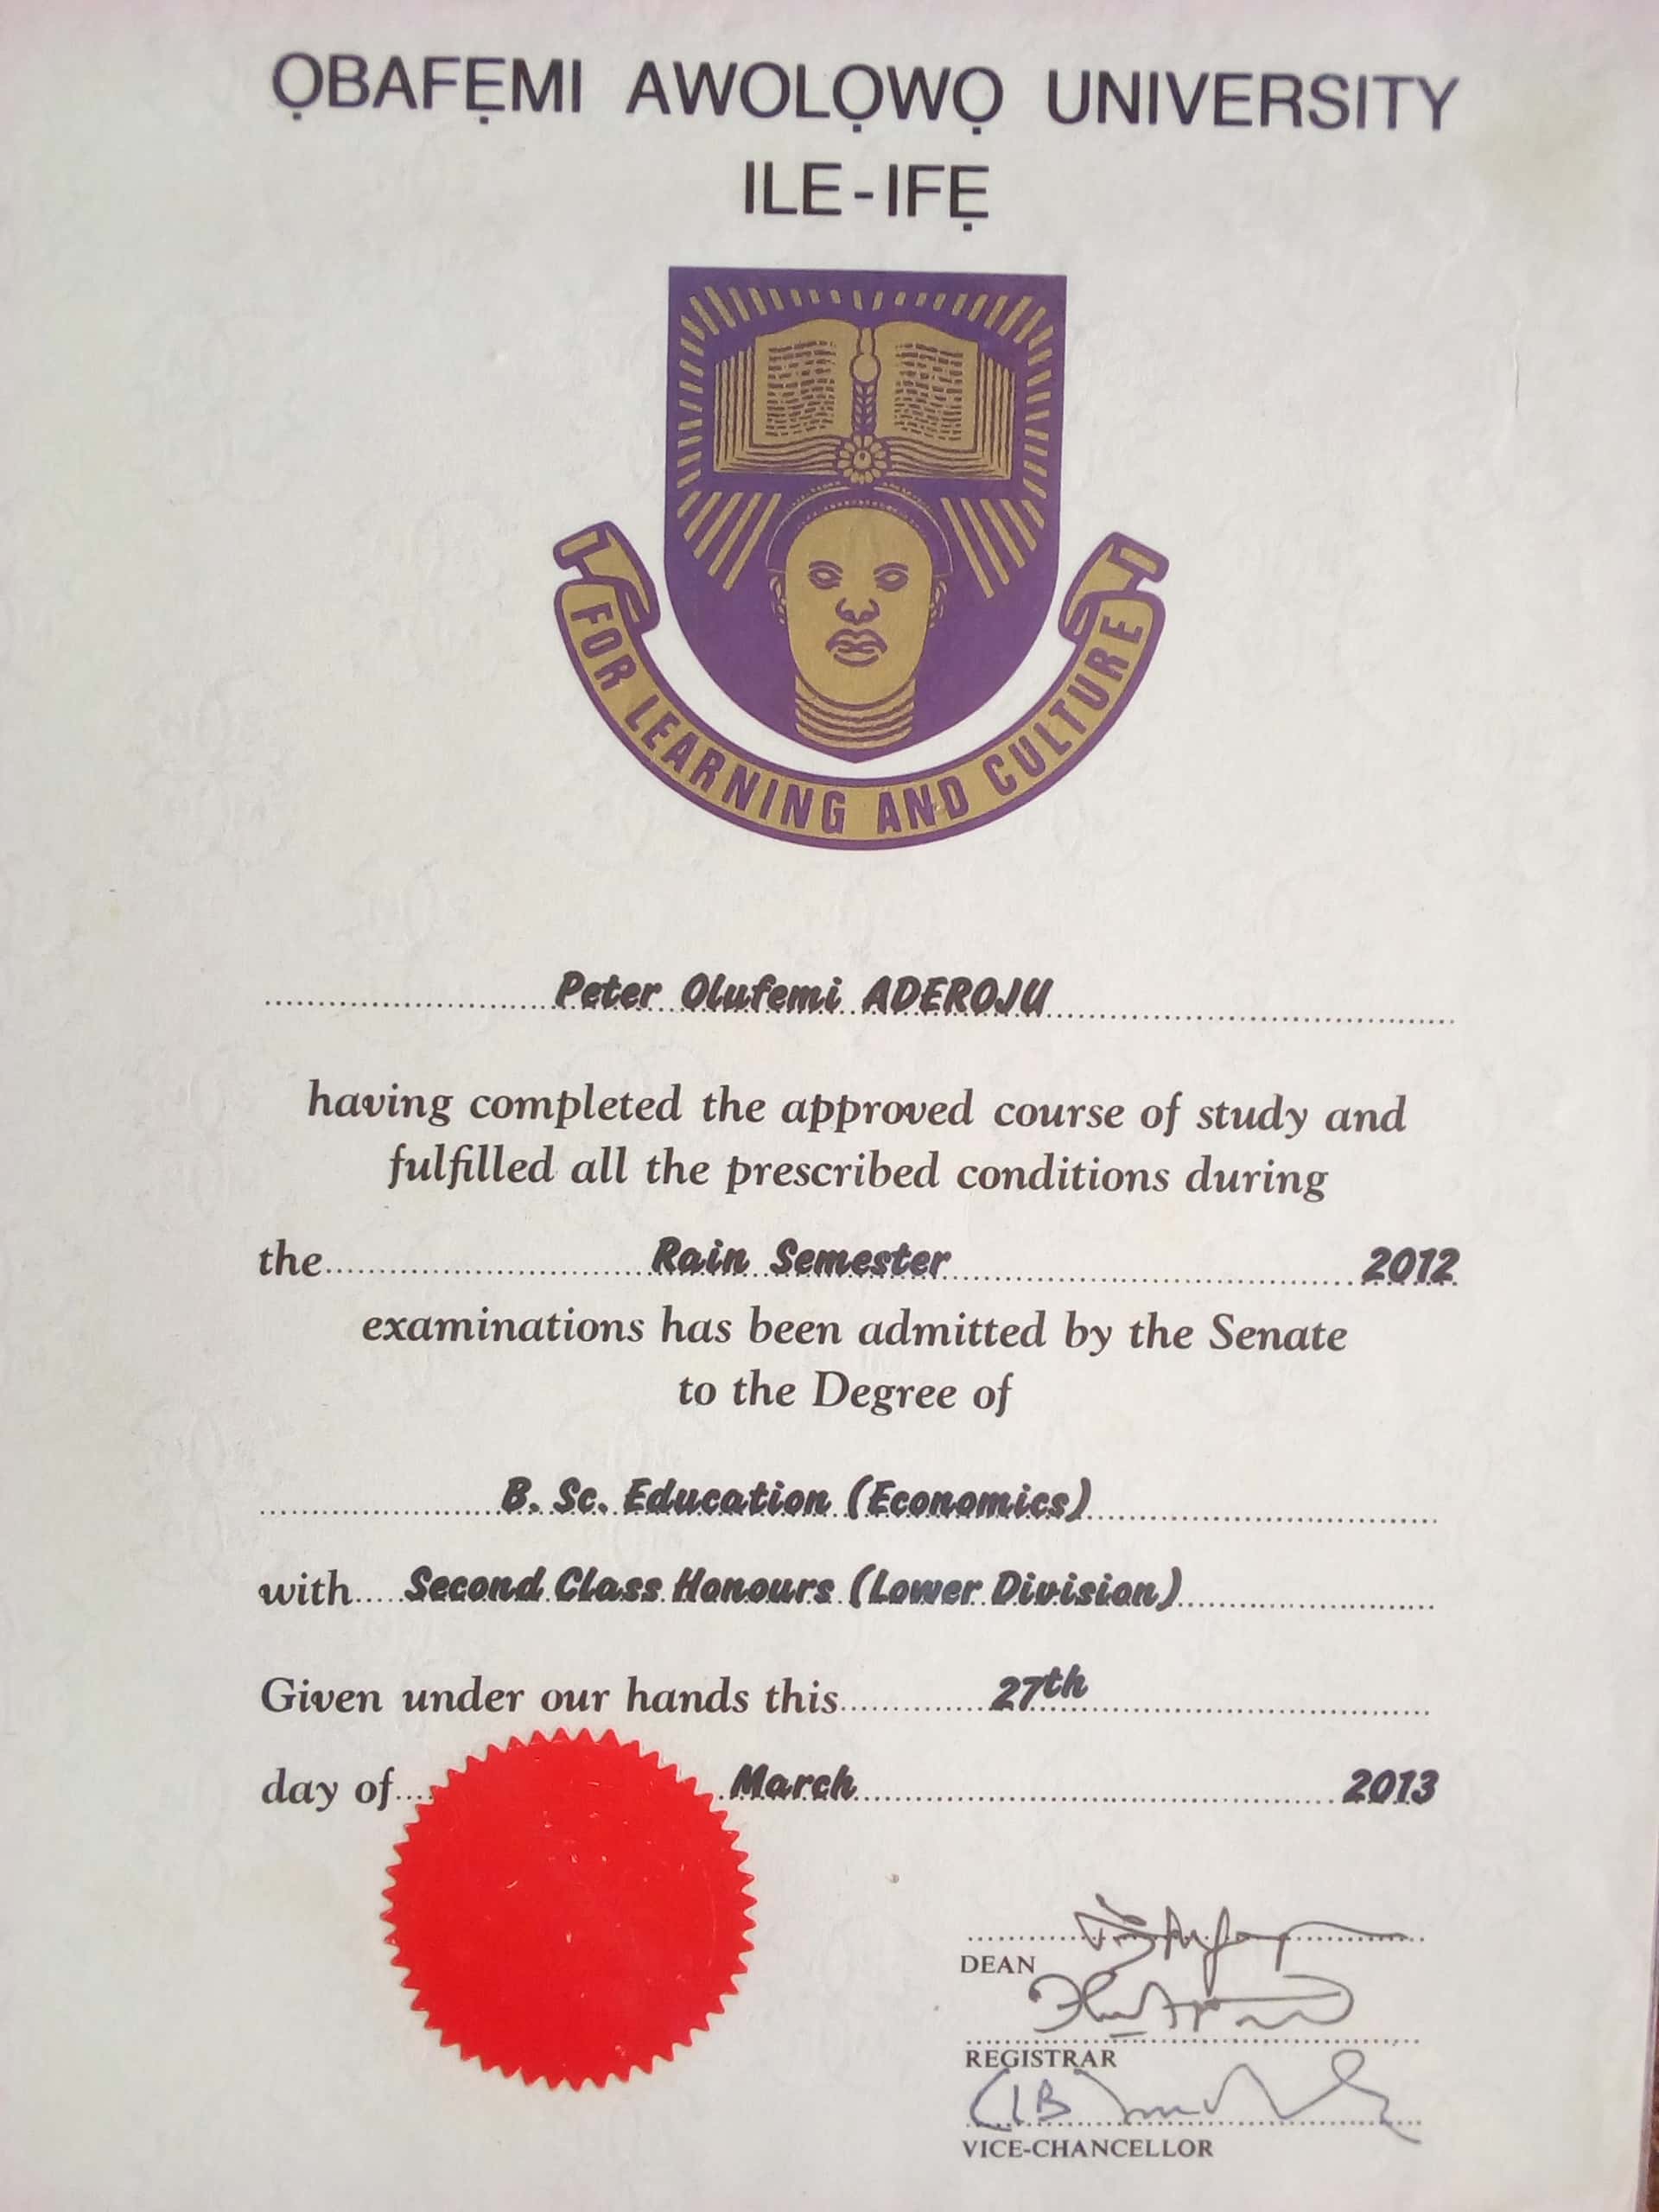 ỌBAFẸMI AWOLỌWỌ UNIVERSITY
ILE-IFẸ
FOR LEARNING AND CULTURE
Peter Olufemi ADEROJU
having completed the approved course of study and
fulfilled all the prescribed conditions during
the Rain Semester 2012
examinations has been admitted by the Senate
to the Degree of
B. Sc. Education (Economics)
with Second Class Honours (Lower Division)
Given under our hands this 27th
day of March 2013
DEAN
REGISTRAR
VICE-CHANCELLOR